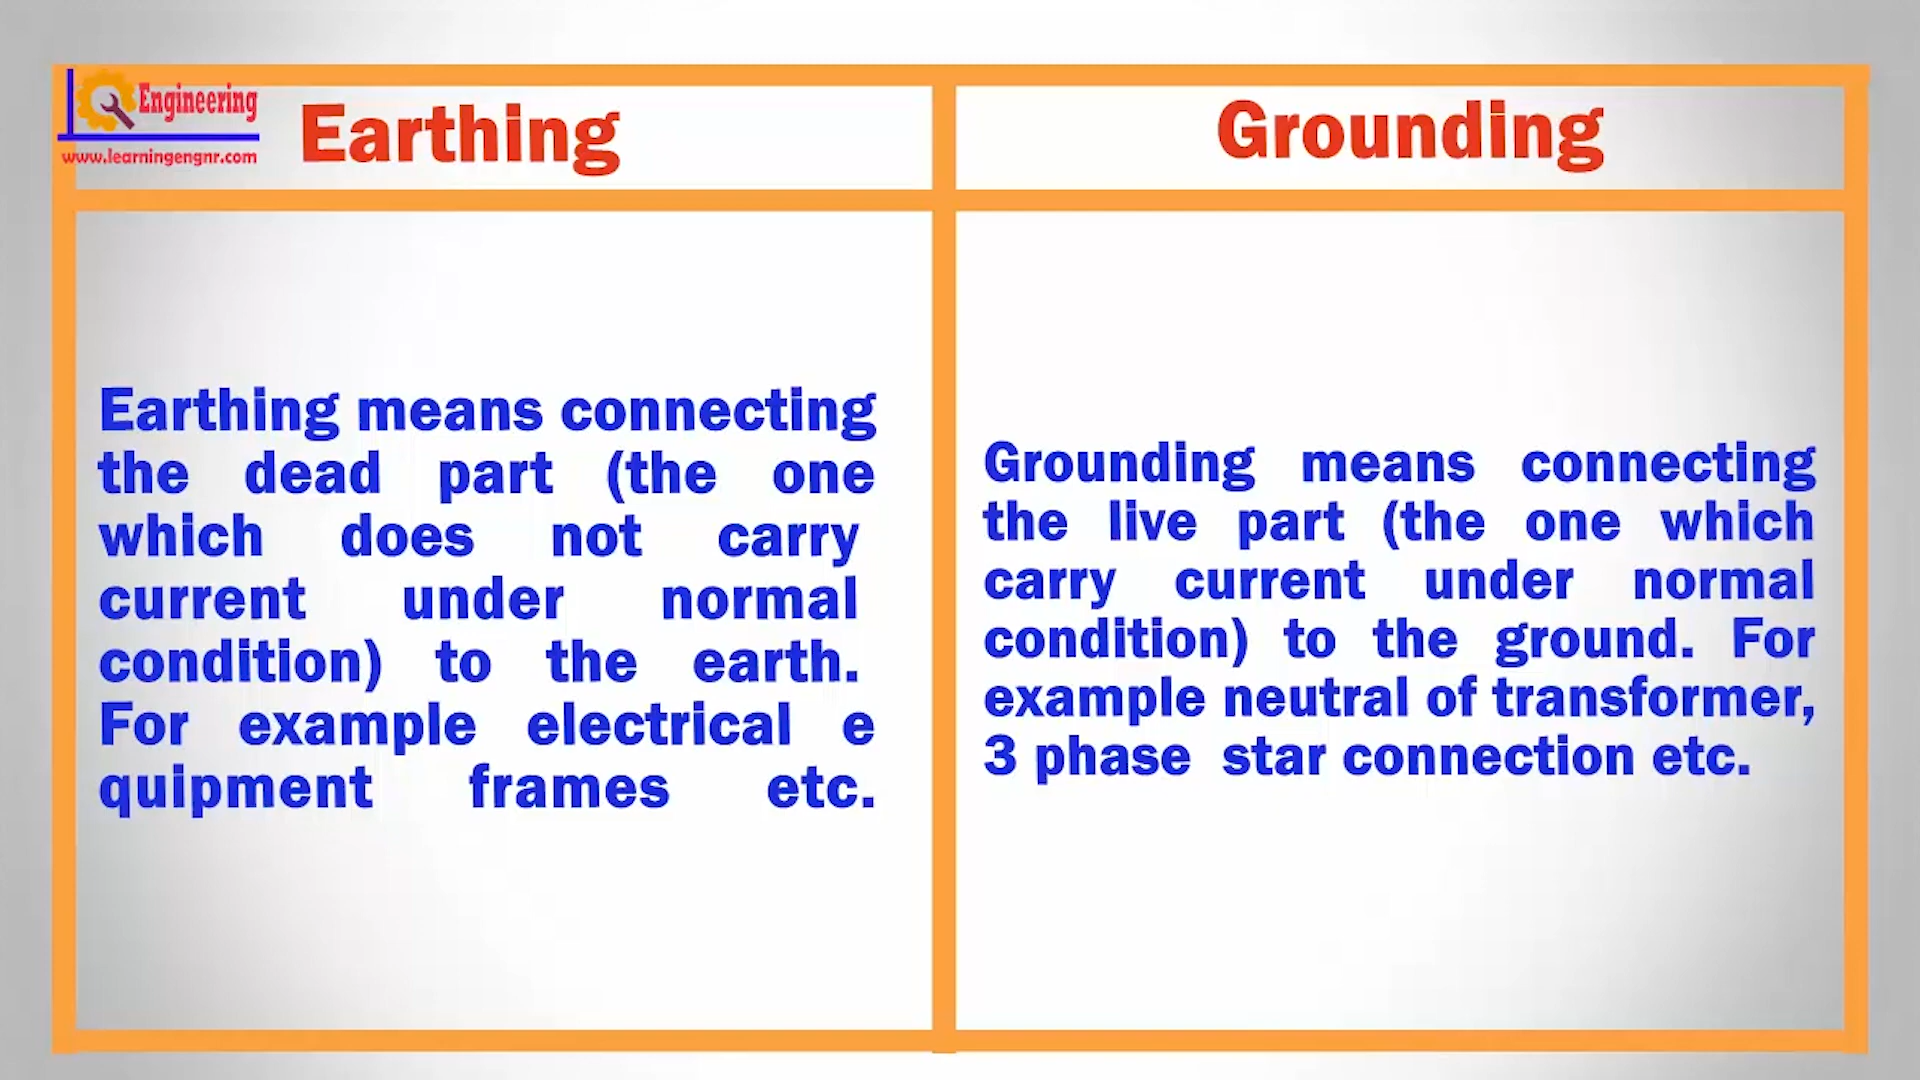 Engineering
www.learningengnr.com
Earthing
Grounding
Earthing means connecting
the dead part (the one
which does not carry
current under normal
condition) to the earth.
For example electrical e
quipment frames etc.
Grounding means connecting
the live part (the one which
carry current under normal
condition) to the ground. For
example neutral of transformer,
3 phase star connection etc.